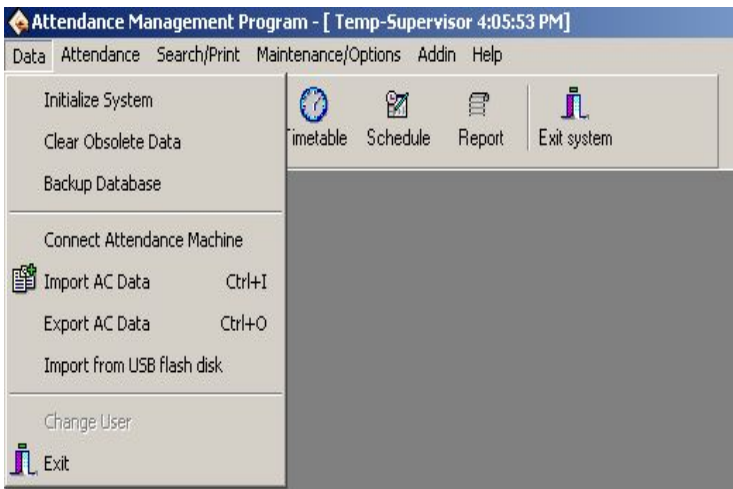 Attendance Management Program - [ Temp-Supervisor 4:05:53 PM]
Data Attendance Search/Print Maintenance/Options Addin Help
Initialize System
Clear Obsolete Data
Backup Database
Connect Attendance Machine
Import AC Data Ctrl+I
Export AC Data Ctrl+O
Import from USB flash disk
Change User
Exit
Timetable Schedule Report Exit system